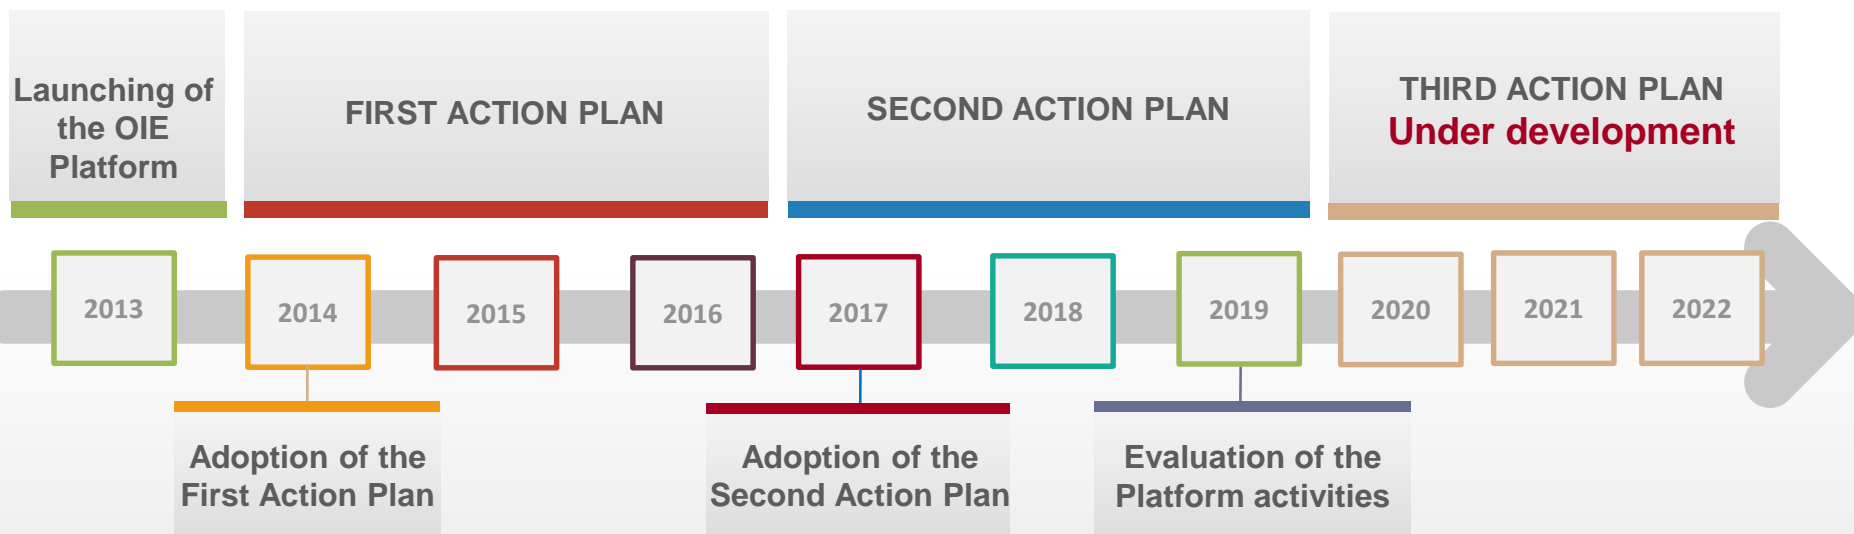 Launching of
the OIE
Platform
FIRST ACTION PLAN
SECOND ACTION PLAN
THIRD ACTION PLAN
Under development
2013
2014
2015
2016
2017
2018
2019
2020
2021
2022
Adoption of the
First Action Plan
Adoption of the
Second Action Plan
Evaluation of the
Platform activities